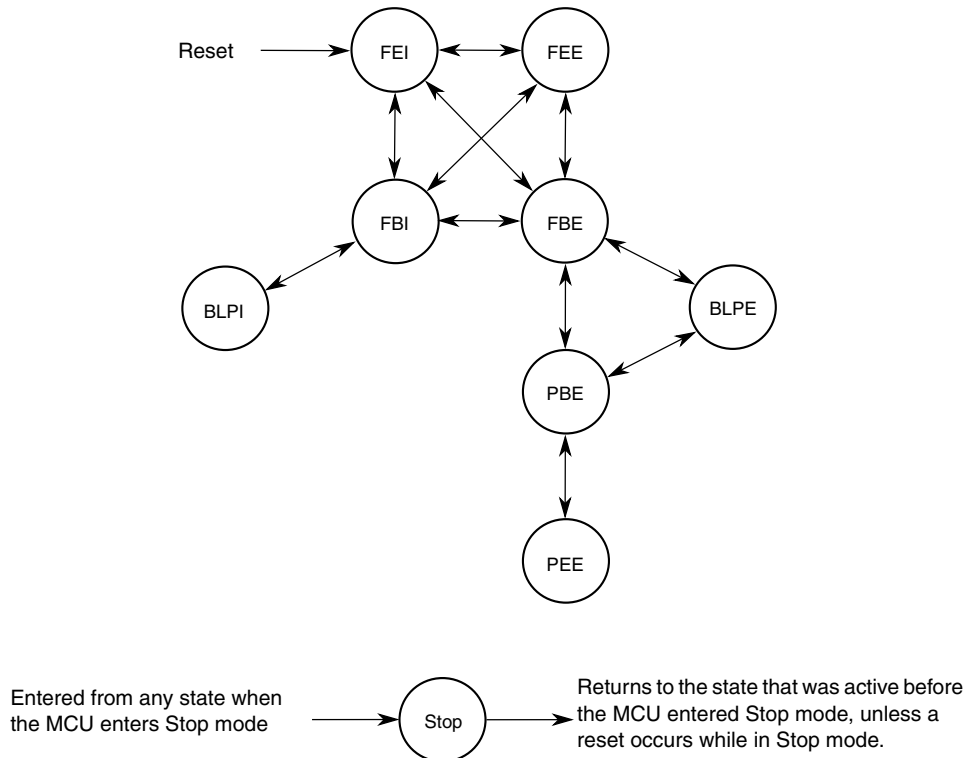 Reset
FEI
FEE
FBI
FBE
BLPI
BLPE
PBE
PEE
Entered from any state when
the MCU enters Stop mode
Stop
Returns to the state that was active before
the MCU entered Stop mode, unless a
reset occurs while in Stop mode.